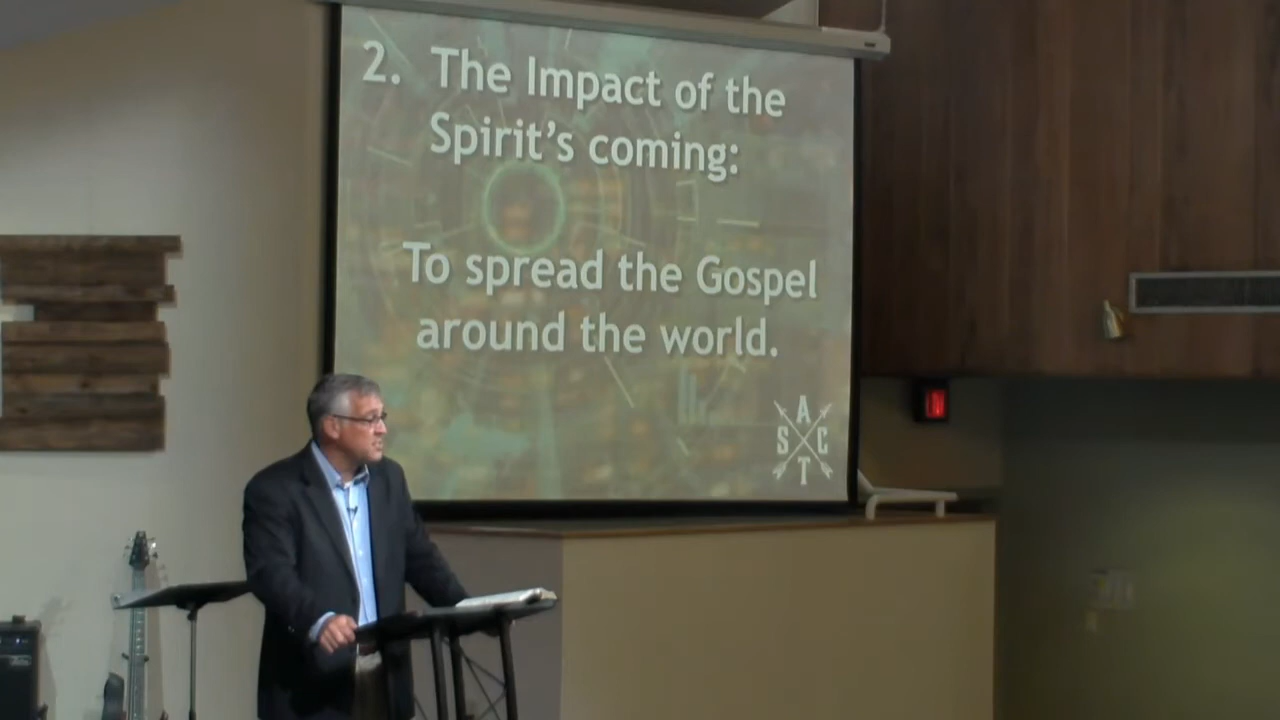 2. The Impact of the
Spirit's coming:
To spread the Gospel
around the world.
A
S C
T